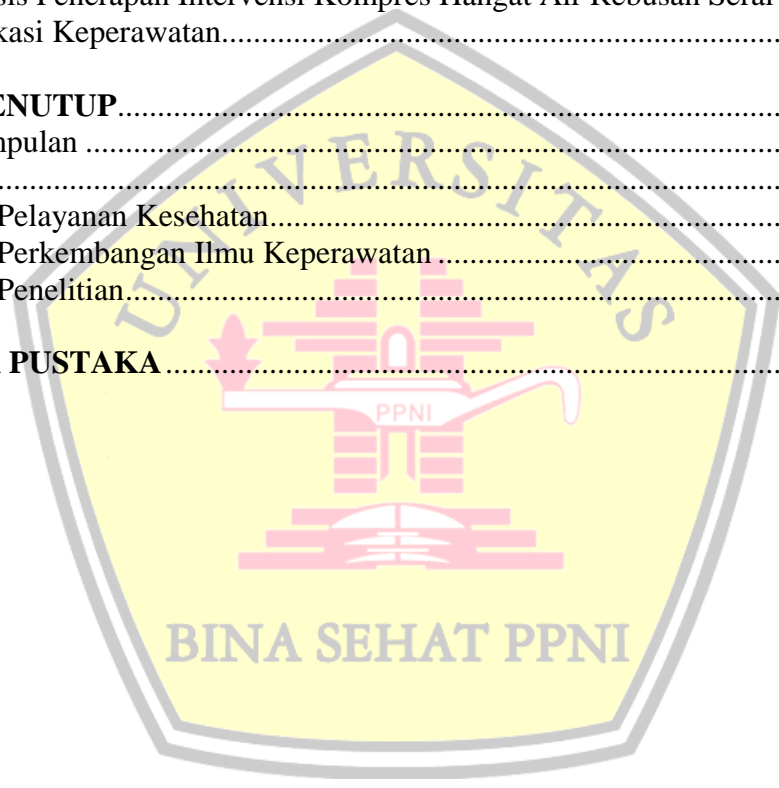 sis Penerapan Intervensi Kompres Hangat Air Rebusan Serai
kasi Keperawatan................................................................................
ENUTUP................................................................................
mpulan ................................................................................
................................................................................
Pelayanan Kesehatan................................................................................
Perkembangan Ilmu Keperawatan ................................................................................
Penelitian................................................................................
PUSTAKA ................................................................................
UNIVERSITAS
PPNI
BINA SEHAT PPNI